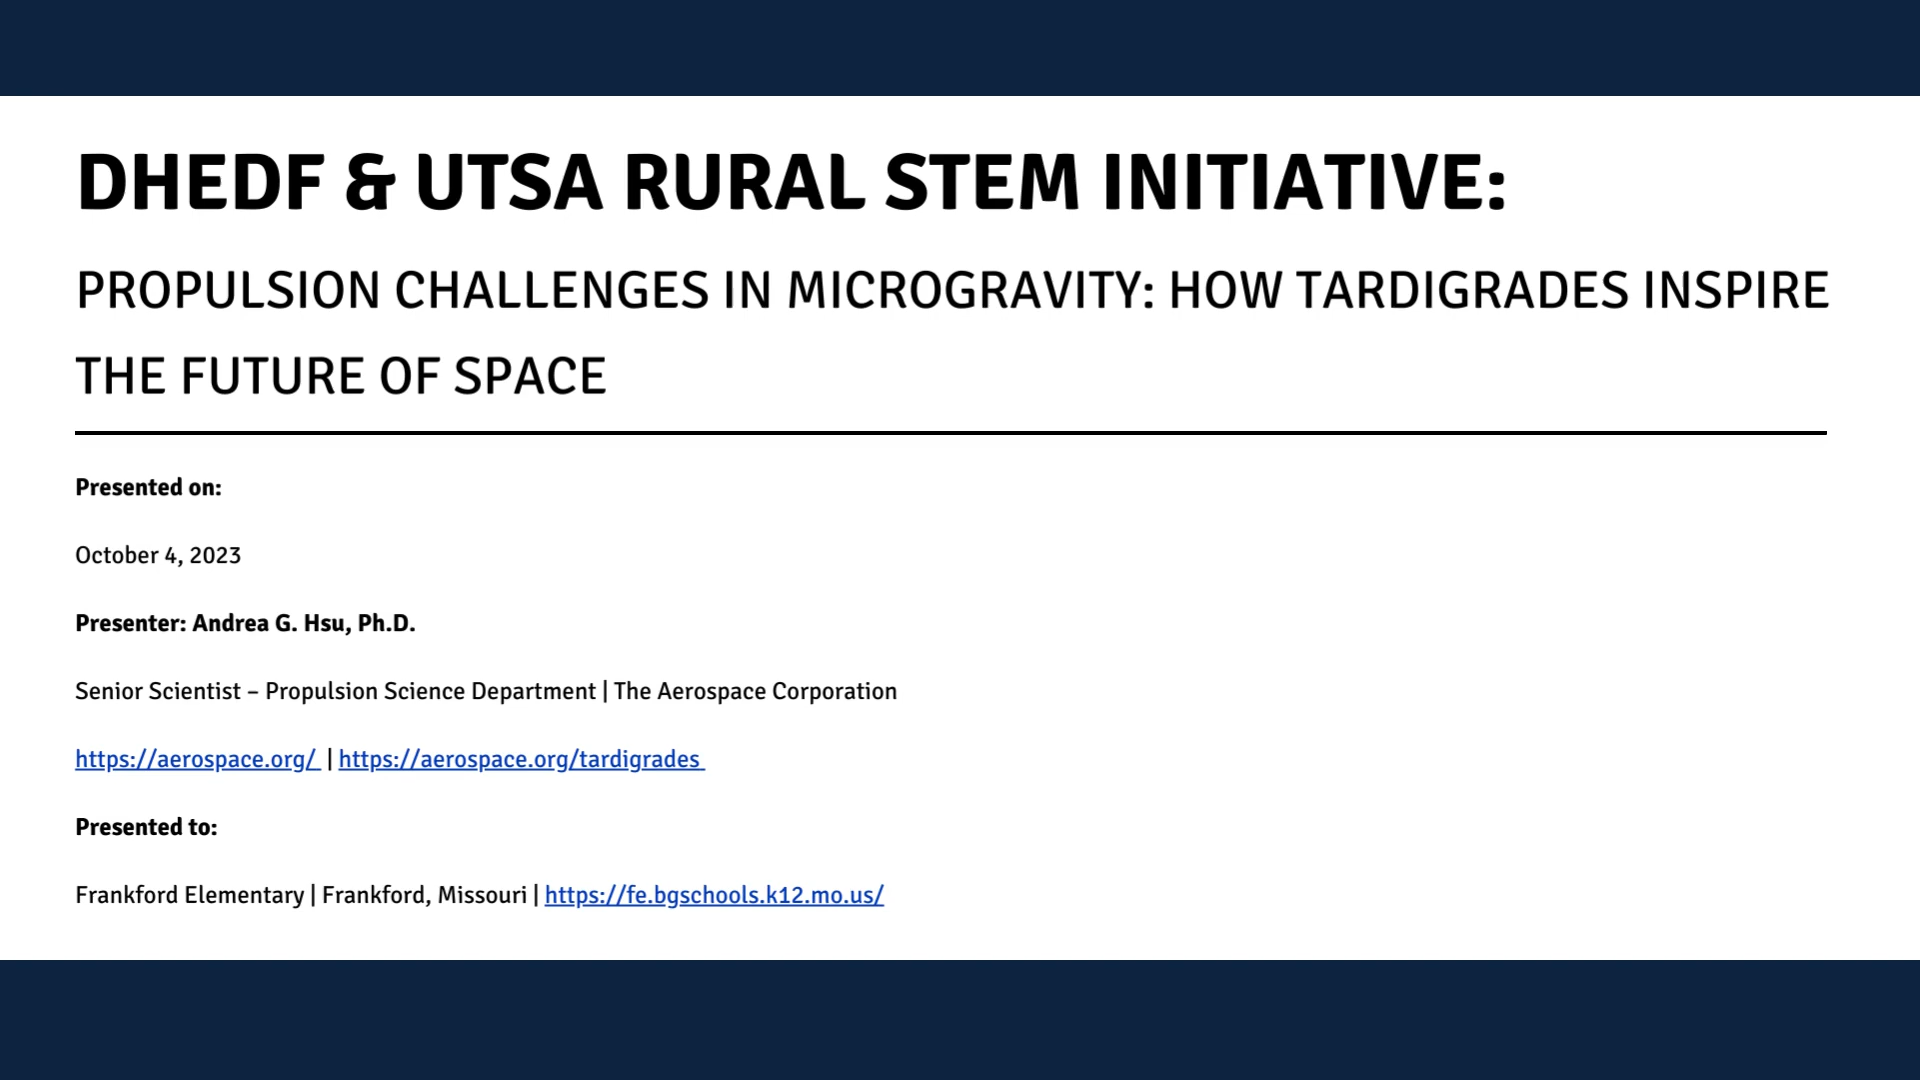 DHEDF & UTSA RURAL STEM INITIATIVE:
PROPULSION CHALLENGES IN MICROGRAVITY: HOW TARDIGRADES INSPIRE
THE FUTURE OF SPACE
Presented on:
October 4, 2023
Presenter: Andrea G. Hsu, Ph.D.
Senior Scientist – Propulsion Science Department | The Aerospace Corporation
https://aerospace.org/ | https://aerospace.org/tardigrades
Presented to:
Frankford Elementary | Frankford, Missouri | https://fe.bgschools.k12.mo.us/